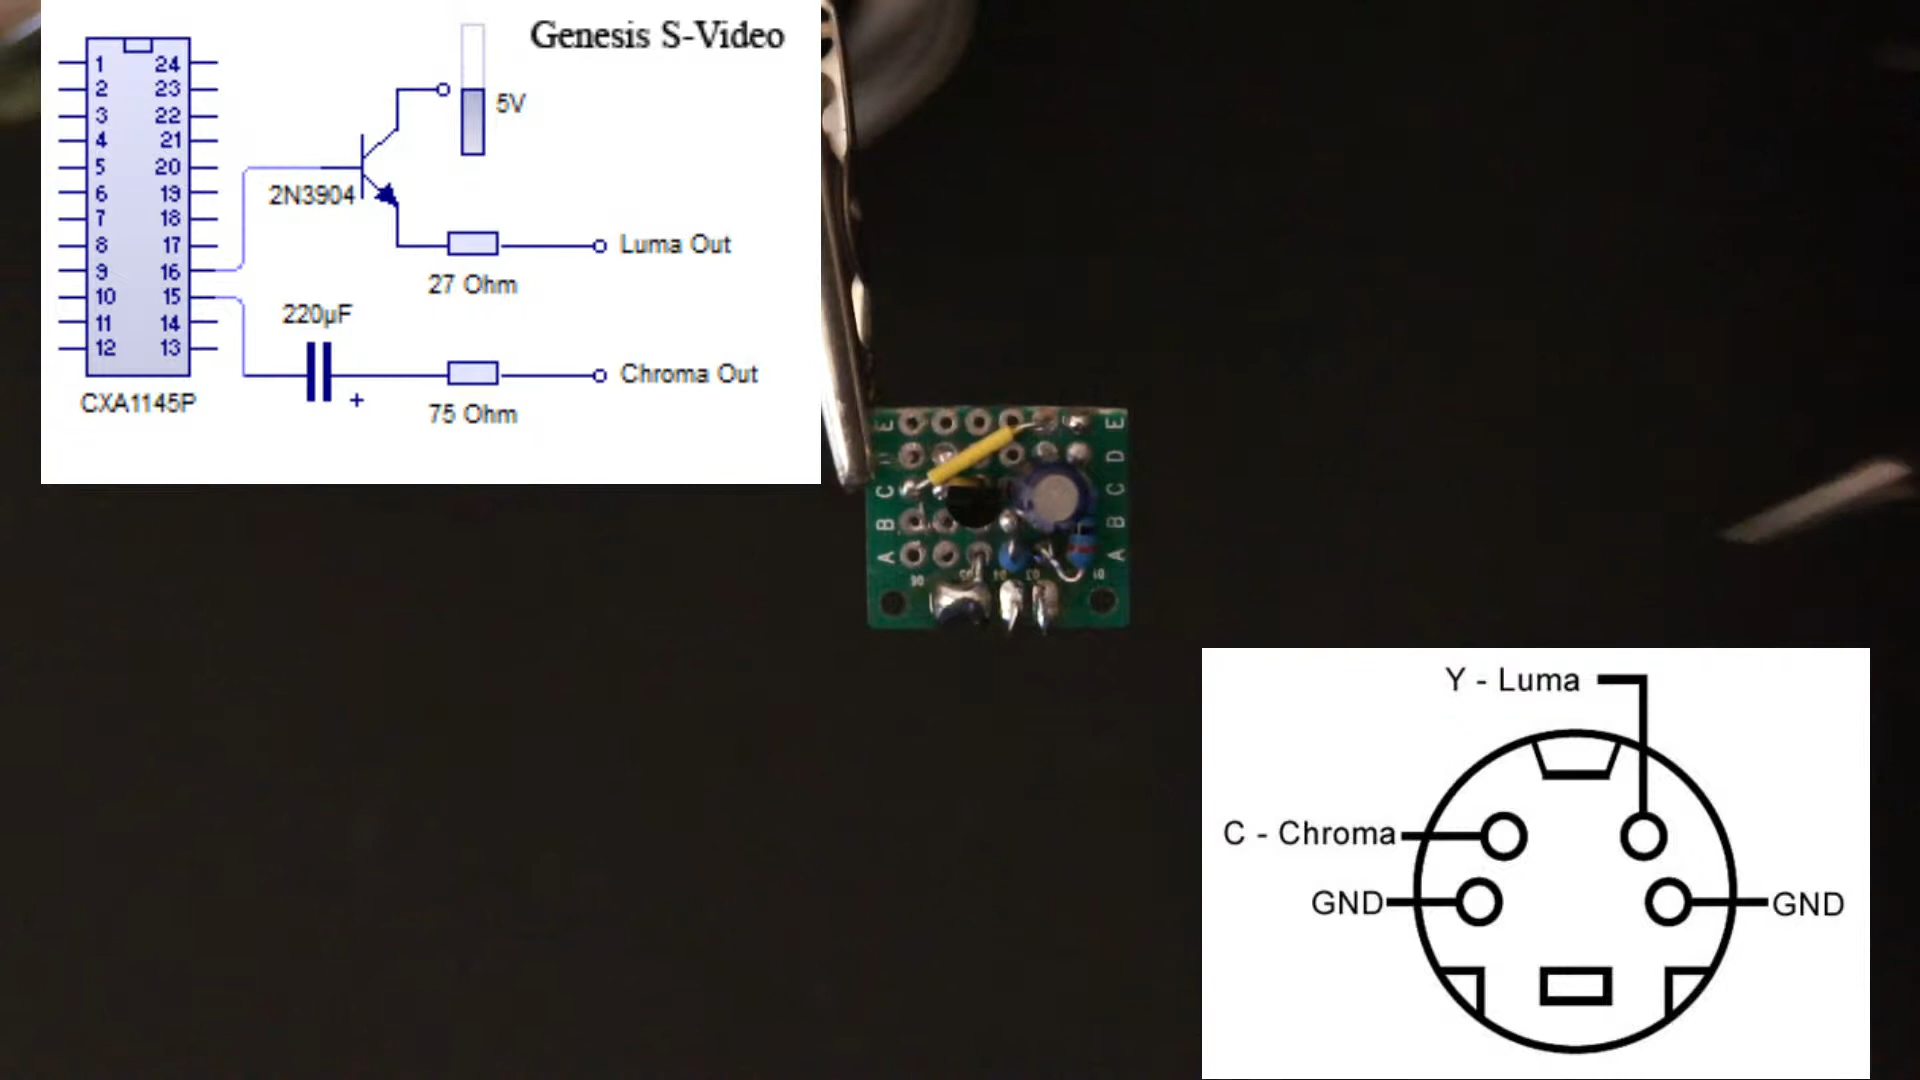 Genesis S-Video
1 24
2 23
3 22
4 21
5 20
6 19
7 18
8 17
9 16
10 15
11 14
12 13
CXA1145P
2N3904
5V
Luma Out
27 Ohm
220µF
+
Chroma Out
75 Ohm
E E
D
C C
B B
A A
Y - Luma
C - Chroma
GND
GND